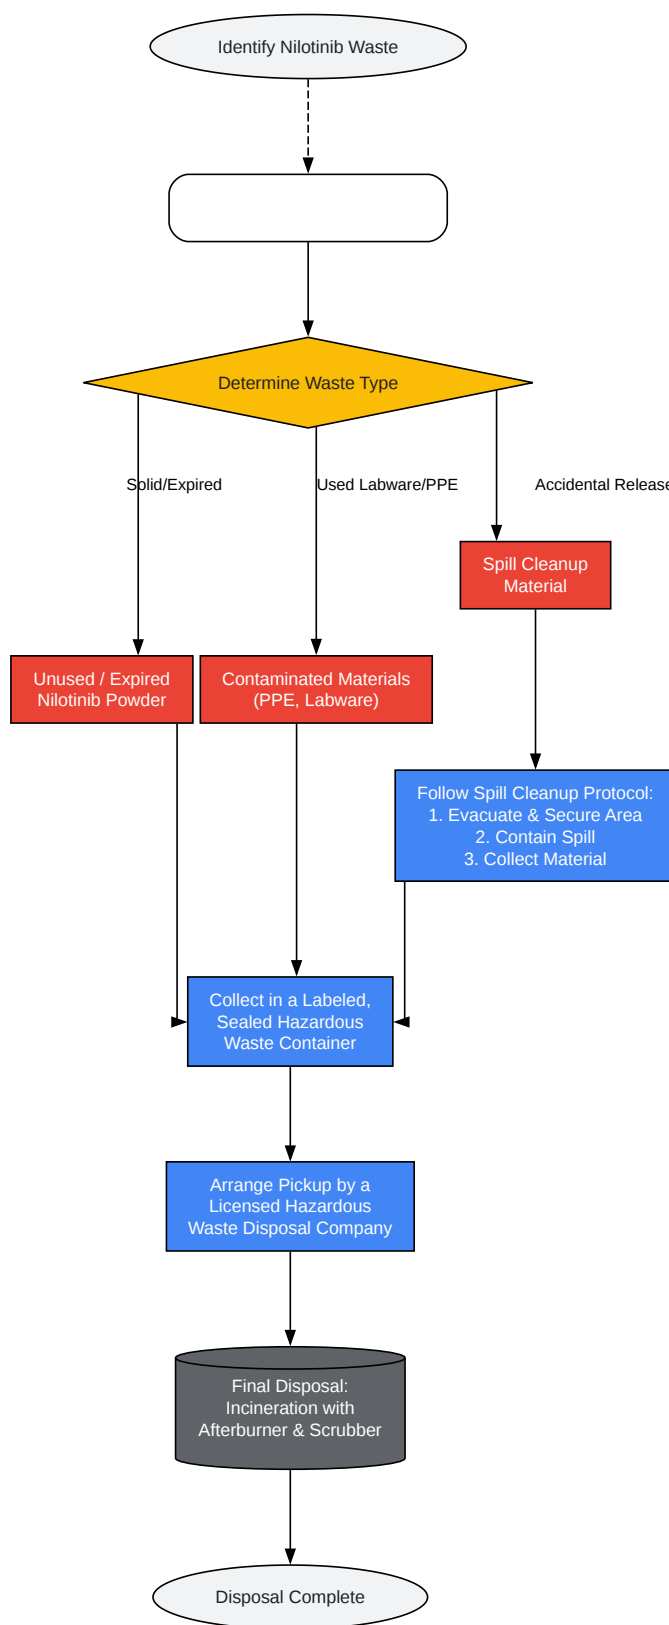 Identify Nilotinib Waste
Determine Waste Type
Solid/Expired
Used Labware/PPE
Accidental Release
Spill Cleanup
Material
Unused / Expired
Nilotinib Powder
Contaminated Materials
(PPE, Labware)
Follow Spill Cleanup Protocol:
1. Evacuate & Secure Area
2. Contain Spill
3. Collect Material
Collect in a Labeled,
Sealed Hazardous
Waste Container
Arrange Pickup by a
Licensed Hazardous
Waste Disposal Company
Final Disposal:
Incineration with
Afterburner & Scrubber
Disposal Complete